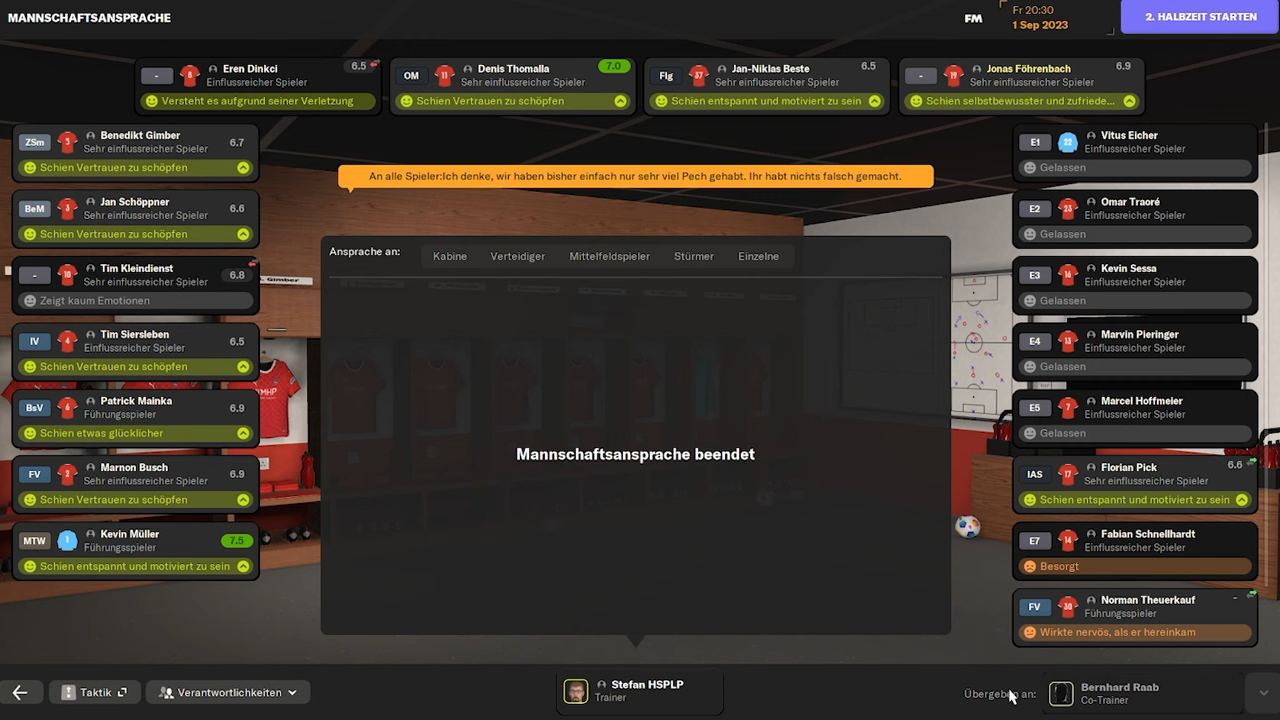 MANNSCHAFTSANSPRACHE
FM
Fr 20:30
1 Sep 2023
2. HALBZEIT STARTEN
- 8 Eren Dinkci 6.5
Einflussreicher Spieler
Versteht es aufgrund seiner Verletzung
OM 11 Denis Thomalla 7.0
Sehr einflussreicher Spieler
Schien Vertrauen zu schöpfen
Flg 37 Jan-Niklas Beste 6.5
Sehr einflussreicher Spieler
Schien entspannt und motiviert zu sein
- 19 Jonas Föhrenbach 6.9
Einflussreicher Spieler
Schien selbstbewusster und zufriede...
ZSm 5 Benedikt Gimber 6.7
Sehr einflussreicher Spieler
Schien Vertrauen zu schöpfen
BeM 3 Jan Schöppner 6.6
Sehr einflussreicher Spieler
Schien Vertrauen zu schöpfen
- 10 Tim Kleindienst 6.8
Sehr einflussreicher Spieler
Zeigt kaum Emotionen
IV 4 Tim Siersleben 6.5
Einflussreicher Spieler
Schien Vertrauen zu schöpfen
BsV 6 Patrick Mainka 6.9
Führungsspieler
Schien etwas glücklicher
FV 2 Marnon Busch 6.9
Sehr einflussreicher Spieler
Schien Vertrauen zu schöpfen
MTW 1 Kevin Müller 7.5
Führungsspieler
Schien entspannt und motiviert zu sein
An alle Spieler:Ich denke, wir haben bisher einfach nur sehr viel Pech gehabt. Ihr habt nichts falsch gemacht.
Ansprache an: Kabine Verteidiger Mittelfeldspieler Stürmer Einzelne
. Gimber
MHP
Mannschaftsansprache beendet
E1 22 Vitus Eicher
Einflussreicher Spieler
Gelassen
E2 23 Omar Traoré
Einflussreicher Spieler
Gelassen
E3 16 Kevin Sessa
Einflussreicher Spieler
Gelassen
E4 13 Marvin Pieringer
Einflussreicher Spieler
Gelassen
E5 7 Marcel Hoffmeier
Einflussreicher Spieler
Gelassen
IAS 17 Florian Pick 6.6
Sehr einflussreicher Spieler
Schien entspannt und motiviert zu sein
E7 14 Fabian Schnellhardt
Einflussreicher Spieler
Besorgt
FV 30 Norman Theuerkauf -
Führungsspieler
Wirkte nervös, als er hereinkam
Taktik
Verantwortlichkeiten
Stefan HSPLP
Trainer
Übergeben an:
Bernhard Raab
Co-Trainer